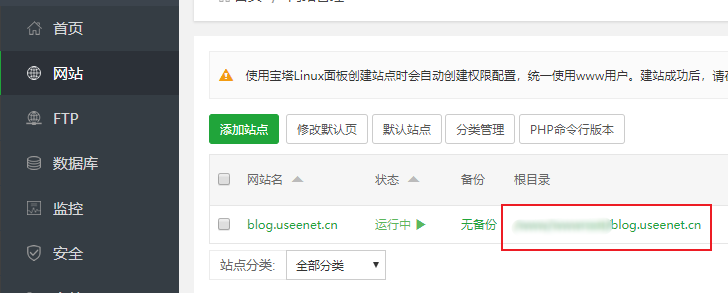 首页
网站
FTP
数据库
监控
安全
使用宝塔Linux面板创建站点时会自动创建权限配置，统一使用www用户。建站成功后，请
添加站点 修改默认页 默认站点 分类管理 PHP命令行版本
网站名 状态 备份 根目录
blog.useenet.cn 运行中 无备份 blog.useenet.cn
站点分类: 全部分类